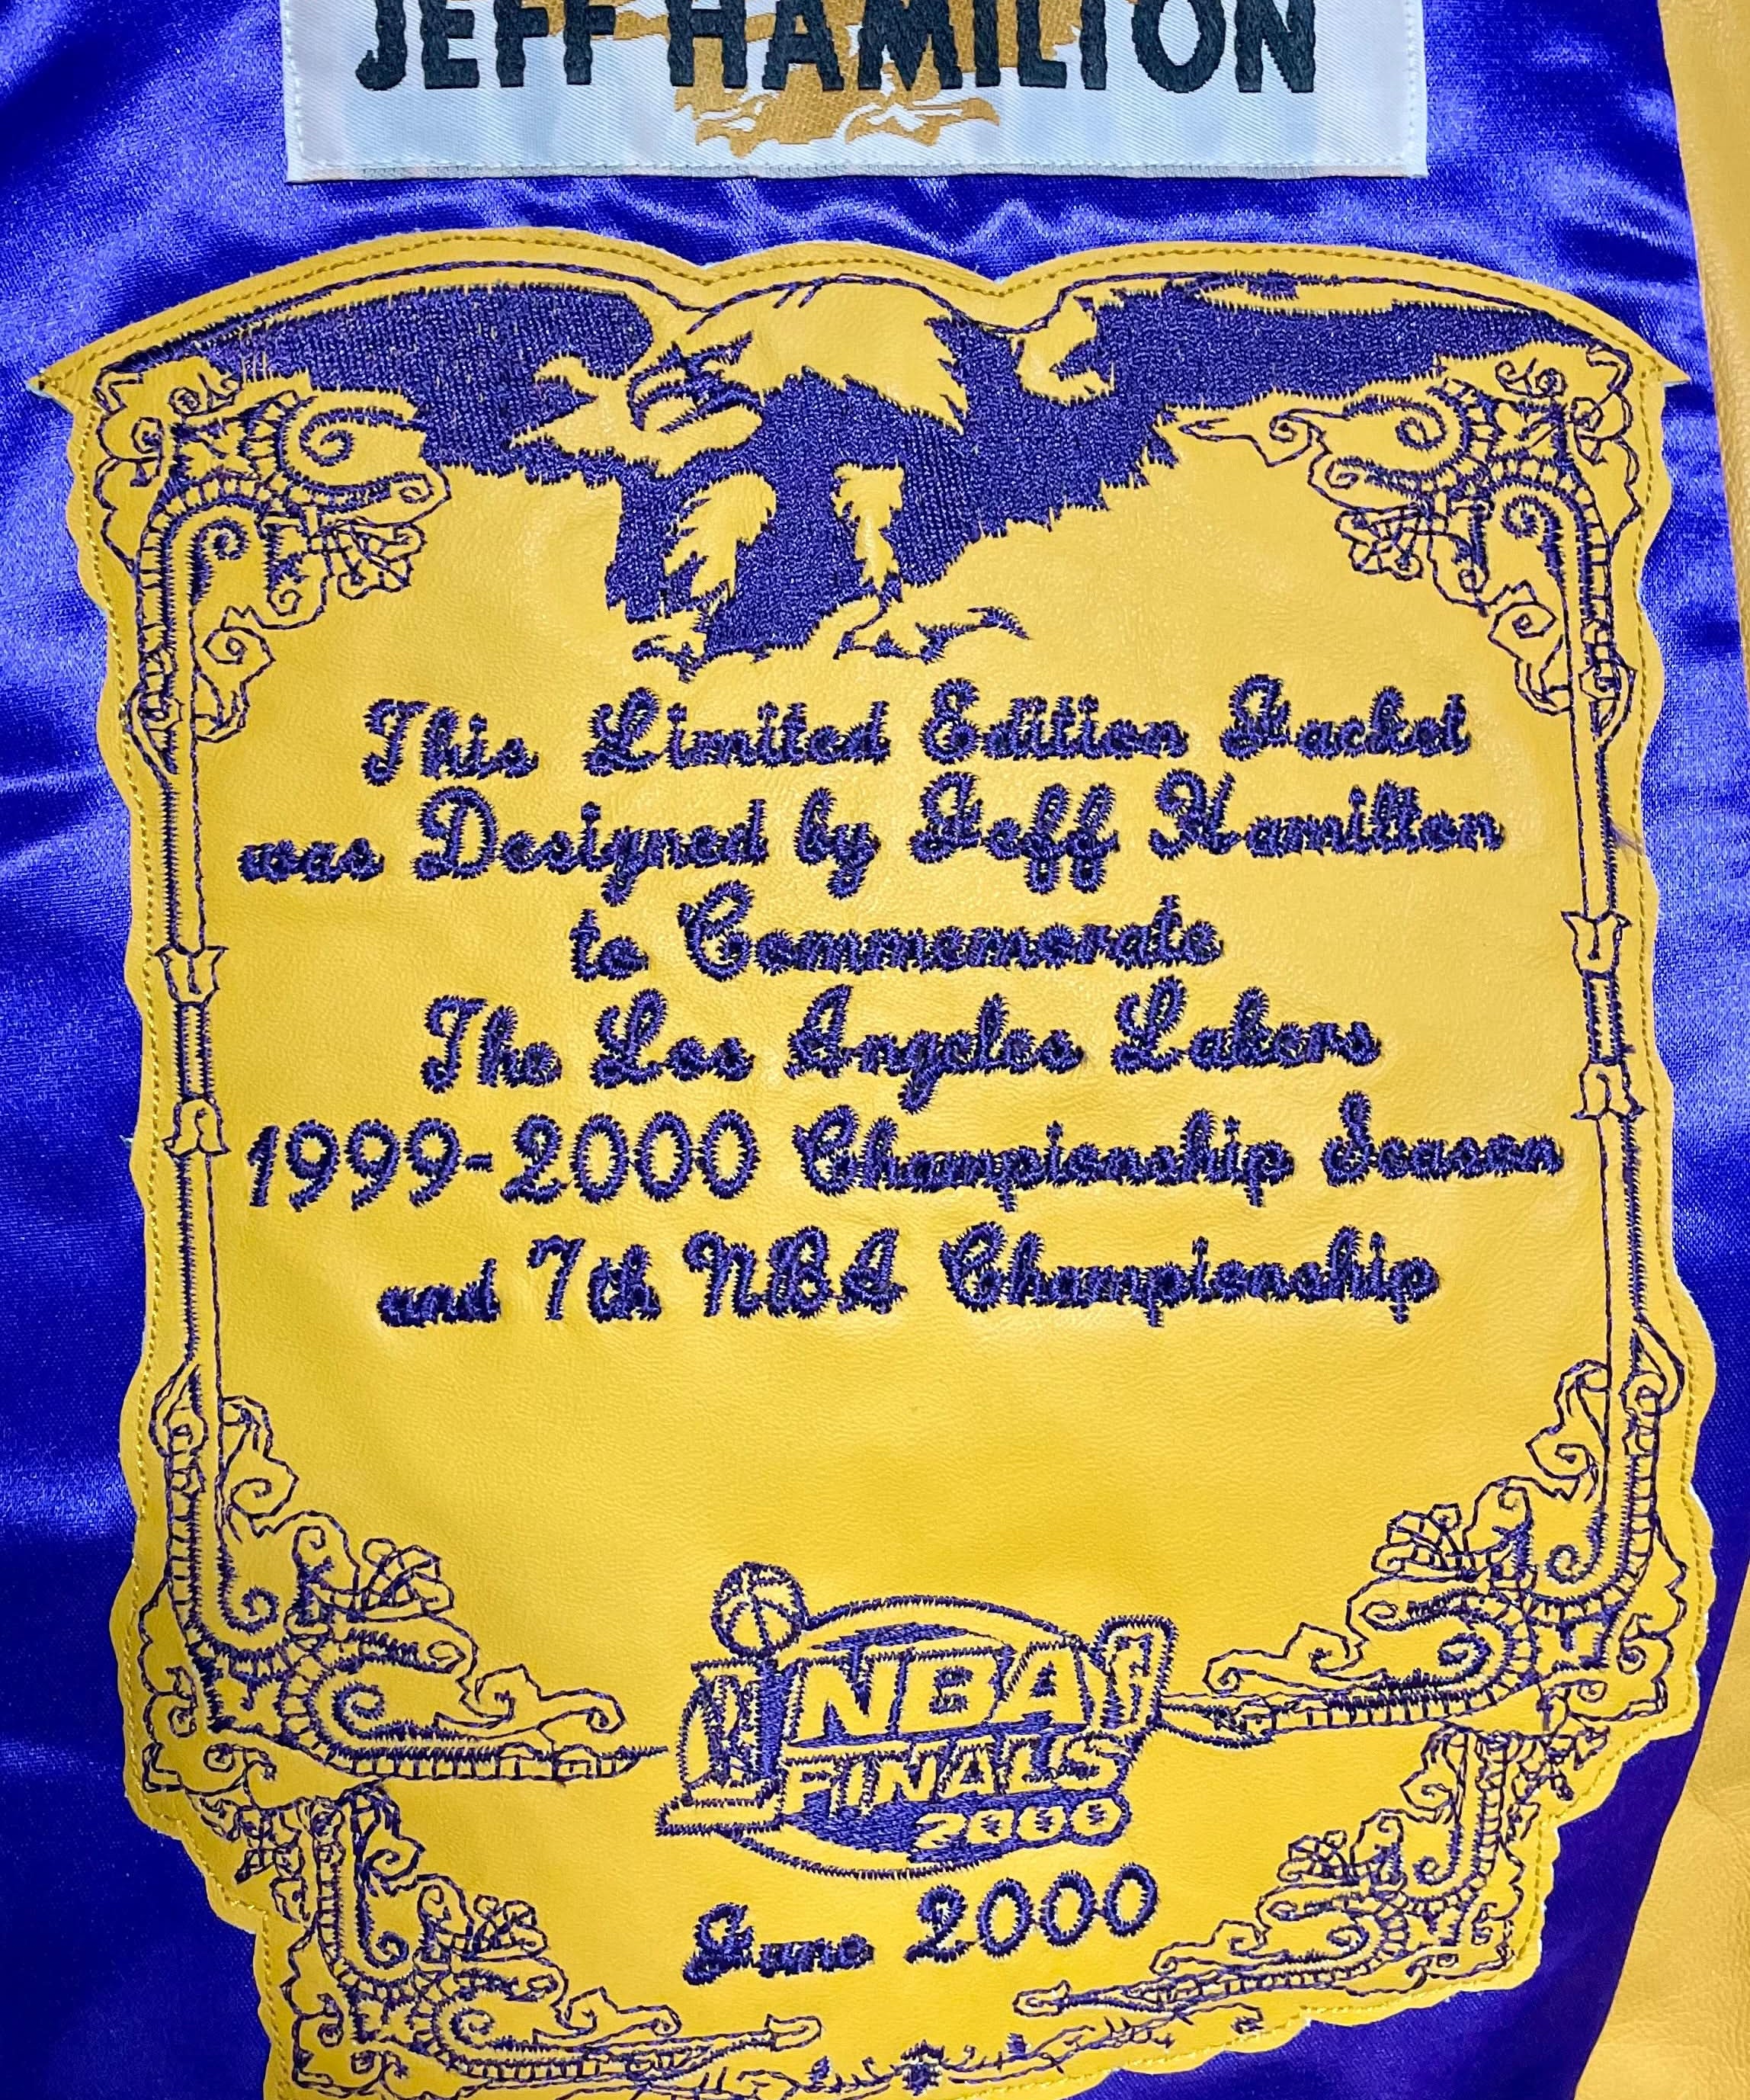 JEFF HAMILTON
This Limited Edition Jacket
was Designed by Jeff Hamilton
to Commemorate
The Los Angeles Lakers
1999-2000 Championship Season
and 7th NBA Championship
NBA
FINALS
2000
June 2000